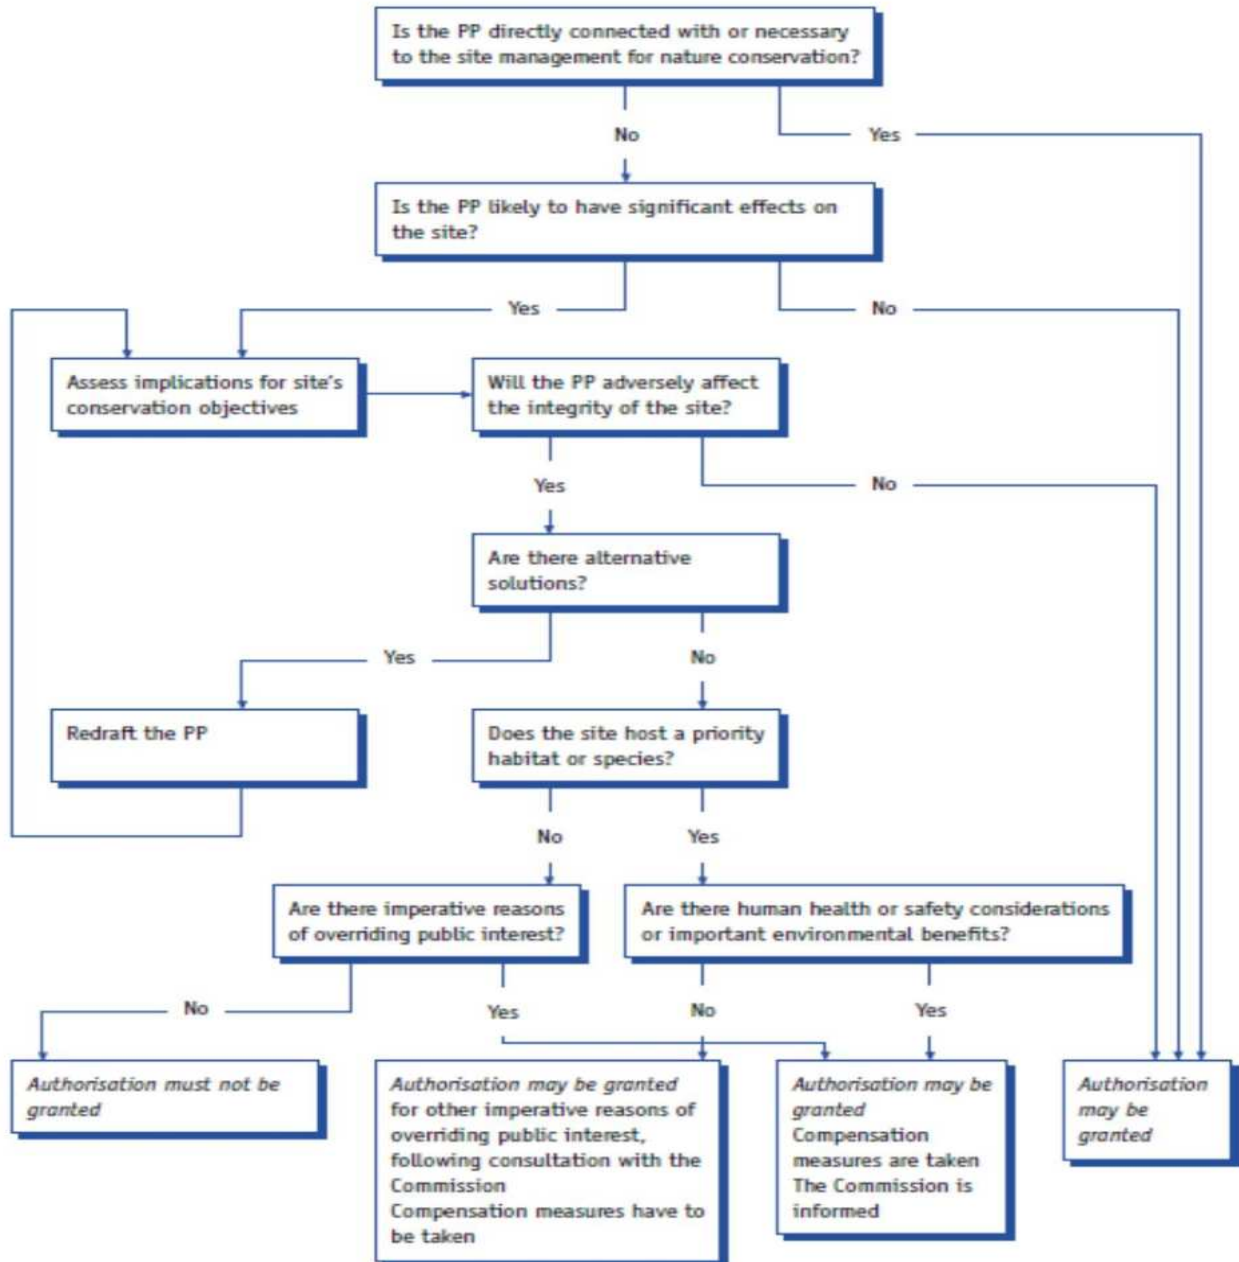 Is the PP directly connected with or necessary
to the site management for nature conservation?
No
Yes
Is the PP likely to have significant effects on
the site?
Yes
No
Assess implications for site's
conservation objectives
Will the PP adversely affect
the integrity of the site?
Yes
No
Are there alternative
solutions?
Yes
No
Redraft the PP
Does the site host a priority
habitat or species?
No
Yes
Are there imperative reasons
of overriding public interest?
Are there human health or safety considerations
or important environmental benefits?
No
Yes
No
Yes
Authorisation must not be
granted
Authorisation may be granted
for other imperative reasons of
overriding public interest,
following consultation with the
Commission
Compensation measures have to
be taken
Authorisation may be
granted
Compensation
measures are taken
The Commission is
informed
Authorisation
may be
granted